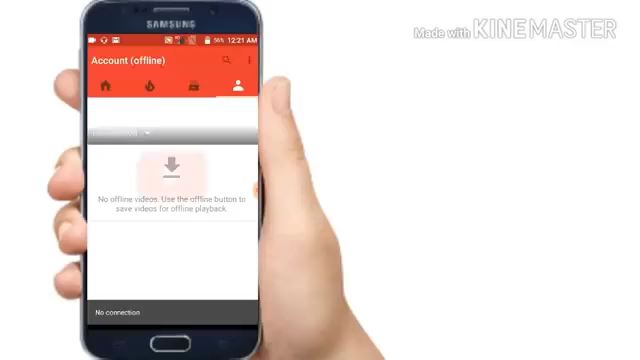 Made with KINEMASTER
SAMSUNG
56% 12:21 AM
Account (offline)
No offline videos. Use the offline button to
save videos for offline playback.
No connection